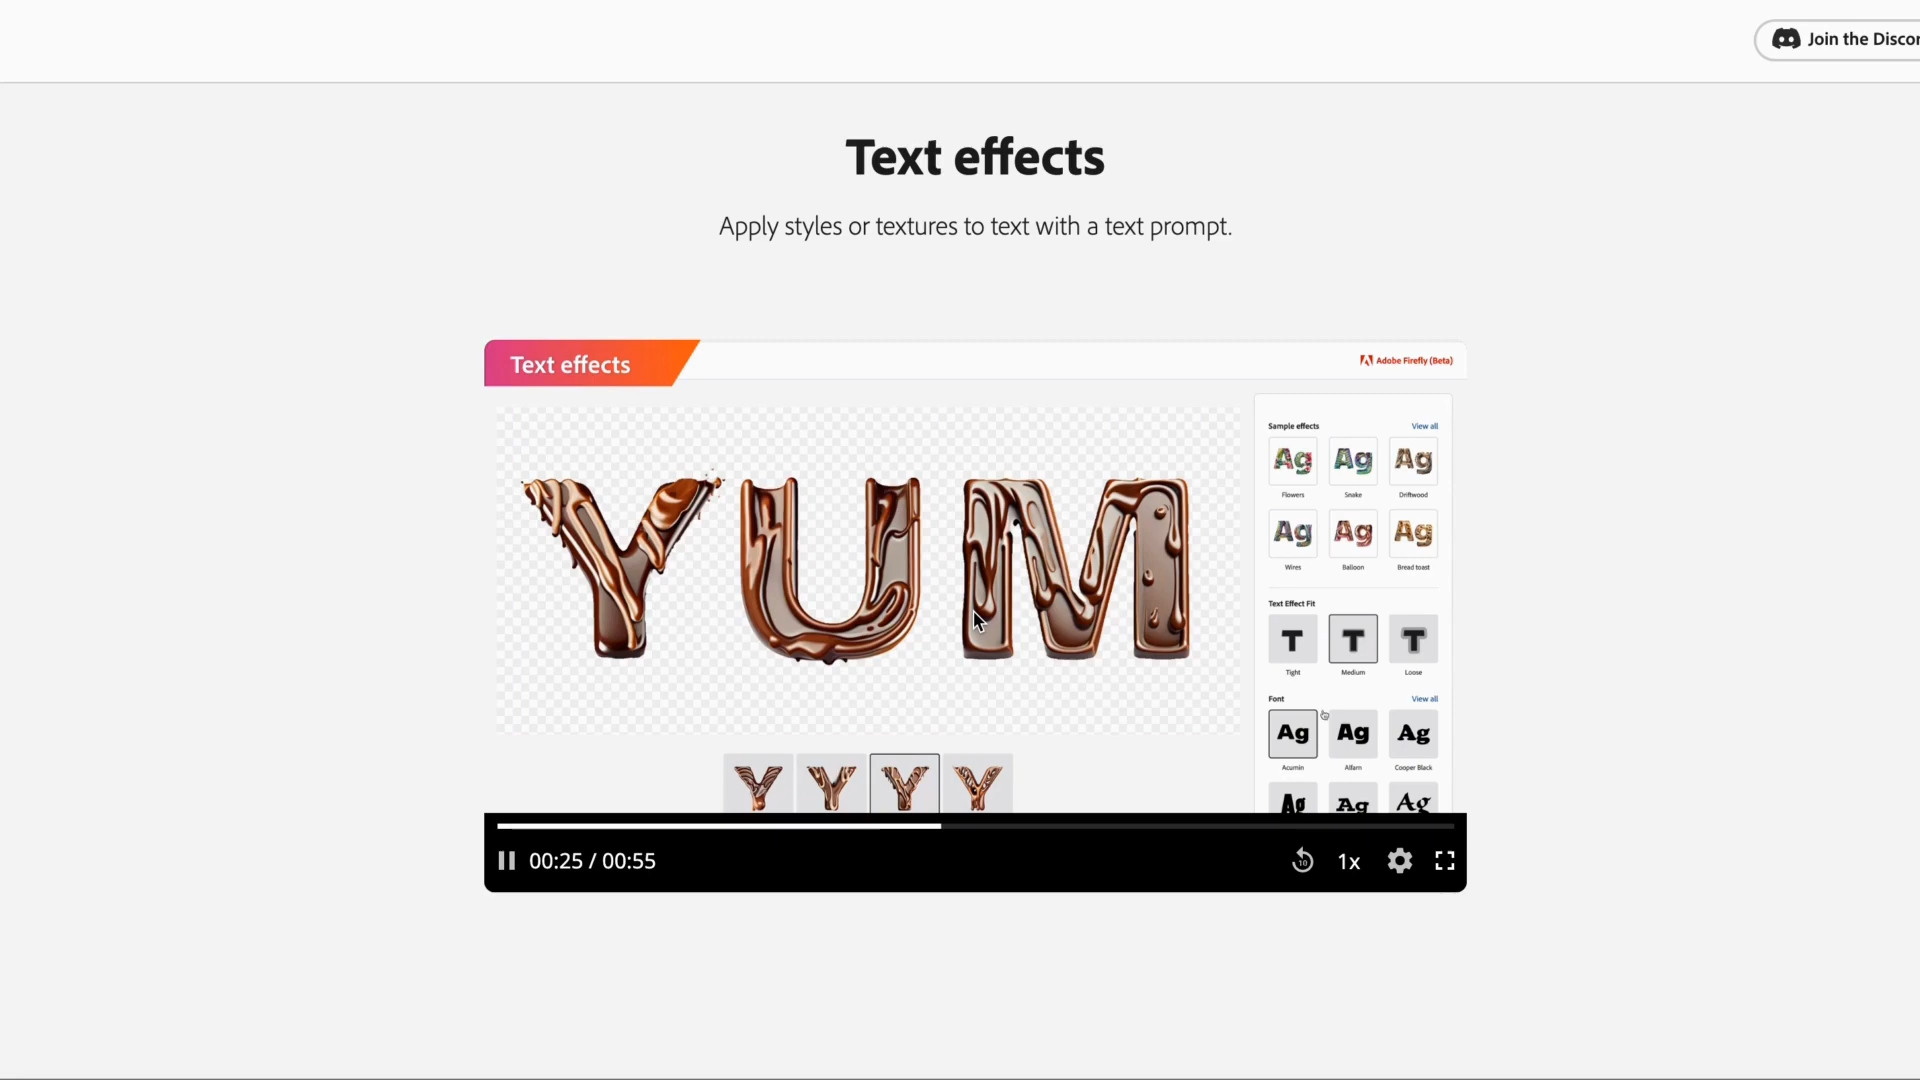 Join the Discor
Text effects
Apply styles or textures to text with a text prompt.
Text effects
Adobe Firefly (Beta)
YUM
Sample effects View all
Ag Ag Ag
Flowers Snake Driftwood
Ag Ag Ag
Wires Balloon Bread toast
Text Effect Fit
T T T
Tight Medium Loose
Font View all
Ag Ag Ag
Acumin Alfarn Cooper Black
Ag Ag Ag
Y Y Y Y
00:25 / 00:55
10
1x